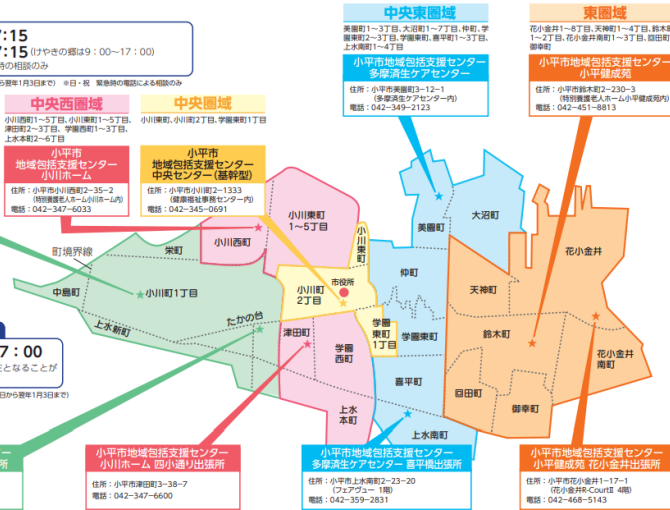 7:15
7:15（けやきの郷は9：00～17：00）
時の相談のみ
ら翌年1月3日まで） ※日・祝 緊急時の電話による相談のみ
中央西圏域
小川西町1～5丁目、小川東町1～5丁目、
津田町2～3丁目、学園西町1～3丁目、
上水本町2～6丁目
小平市
地域包括支援センター
小川ホーム
住所：小平市小川西町2－35－2
（特別養護老人ホーム小川ホーム内）
電話：042－347－6033
中央圏域
小川東町、小川町2丁目、学園東町1丁目
小平市
地域包括支援センター
中央センター（基幹型）
住所：小平市小川町2－1333
（健康福祉事務センター内）
電話：042－345－0691
中央東圏域
美園町1～3丁目、大沼町1～7丁目、仲町、学
園東町2～3丁目、学園東町、喜平町1～3丁目、
上水南町1～4丁目
小平市地域包括支援センター
多摩済生ケアセンター
住所：小平市美園町3－12－1
（多摩済生ケアセンター内）
電話：042－349－2123
東圏域
花小金井1～8丁目、天神町1～4丁目、鈴木町
1～2丁目、花小金井南町1～3丁目、回田町、
御幸町
小平市地域包括支援センター
小平健成苑
住所：小平市鈴木町2－230－3
（特別養護老人ホーム小平健成苑内）
電話：042－451－8813
町境界線
栄町
中島町
小川町1丁目
上水新町
たかの台
小川西町
小川東町
1～5丁目
小川東町
小川町
2丁目
市役所
津田町
学園
西町
学園
東町
1丁目
上水
本町
美園町
大沼町
仲町
学園東町
喜平町
上水南町
花小金井
天神町
鈴木町
花小金井
南町
回田町
御幸町
7：00
となることが
日から翌年1月3日まで）
ー
所
小平市地域包括支援センター
小川ホーム 四小通り出張所
住所：小平市津田町3－38－7
電話：042－347－6600
小平市地域包括支援センター
多摩済生ケアセンター 喜平橋出張所
住所：小平市上水南町2－23－20
（フェアヴュー 1階）
電話：042－359－2831
小平市地域包括支援センター
小平健成苑 花小金井出張所
住所：小平市花小金井1－17－1
（花小金井R-CourtⅡ 4階）
電話：042－468－5143